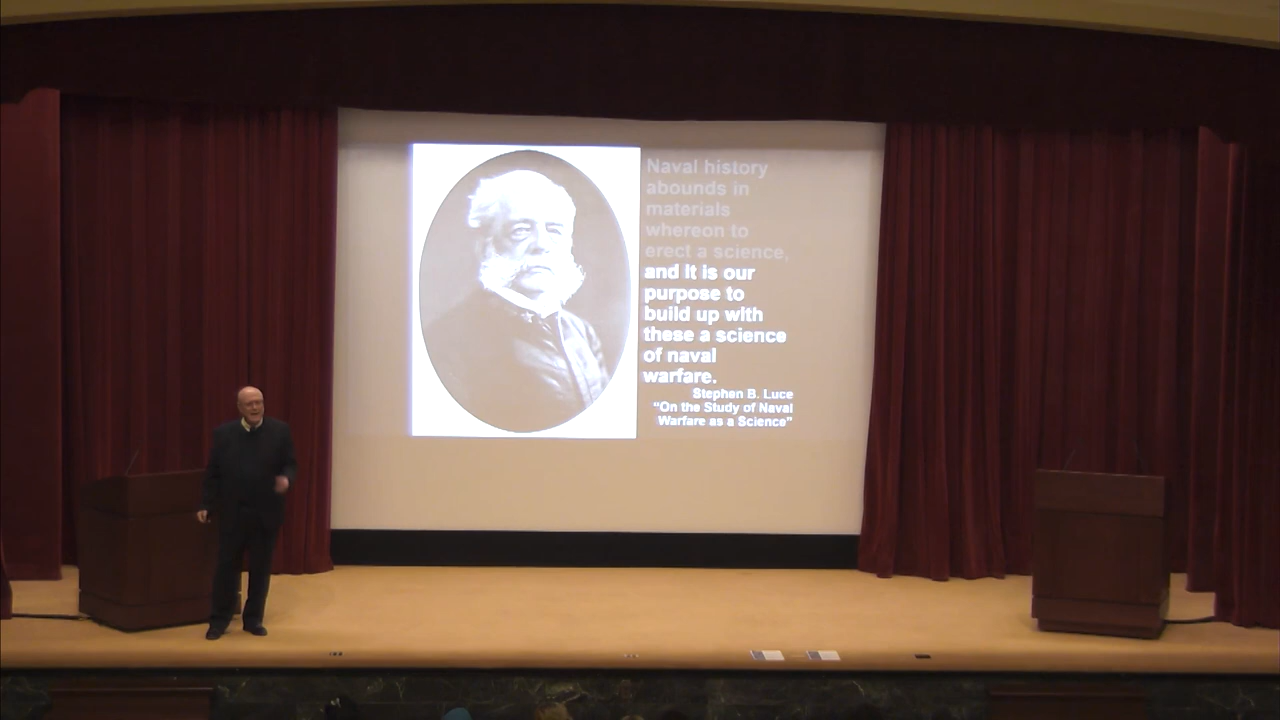 Naval history
abounds in
materials
whereon to
erect a science,
and it is our
purpose to
build up with
these a science
of naval
warfare.
Stephen B. Luce
"On the Study of Naval
Warfare as a Science"